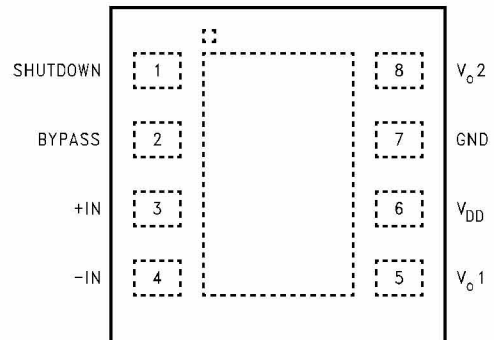 SHUTDOWN 1 8 Vo2
BYPASS 2 7 GND
+IN 3 6 VDD
-IN 4 5 Vo1